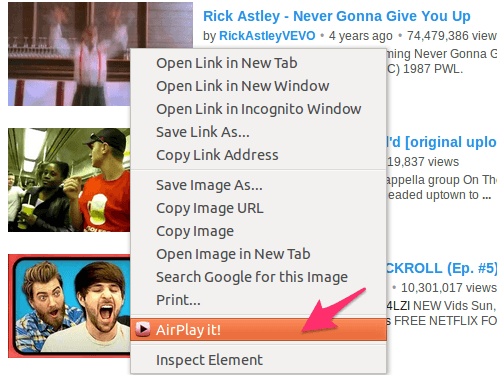 Rick Astley - Never Gonna Give You Up
by RickAstleyVEVO • 4 years ago • 74,479,386 view
ming Never Gonna G
C) 1987 PWL.
Open Link in New Tab
Open Link in New Window
Open Link in Incognito Window
Save Link As...
Copy Link Address
'd [original uplo
19,837 views
appella group On The
eaded uptown to ...
Save Image As...
Copy Image URL
Copy Image
Open Image in New Tab
Search Google for this Image
Print...
CKROLL (Ep. #5)
• 10,301,017 views
4LZI NEW Vids Sun,
s FREE NETFLIX FO
AirPlay it!
Inspect Element